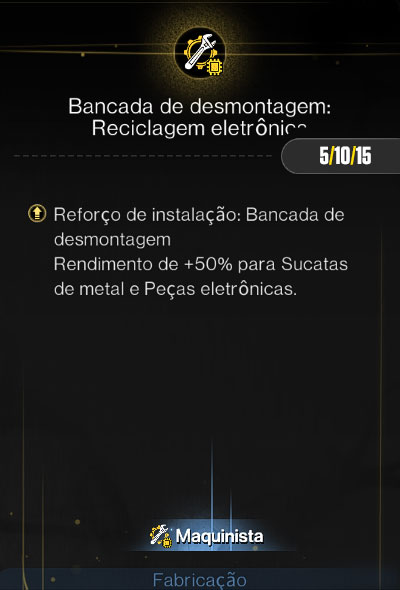 Bancada de desmontagem:
Reciclagem eletrônica
5/10/15
Reforço de instalação: Bancada de
desmontagem
Rendimento de +50% para Sucatas
de metal e Peças eletrônicas.
Maquinista
Fabricação